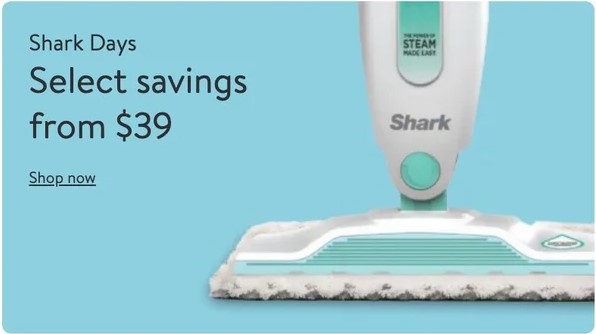 Shark Days
Select savings
from $39
Shop now
THE POWER OF
STEAM
MADE EASY
Shark